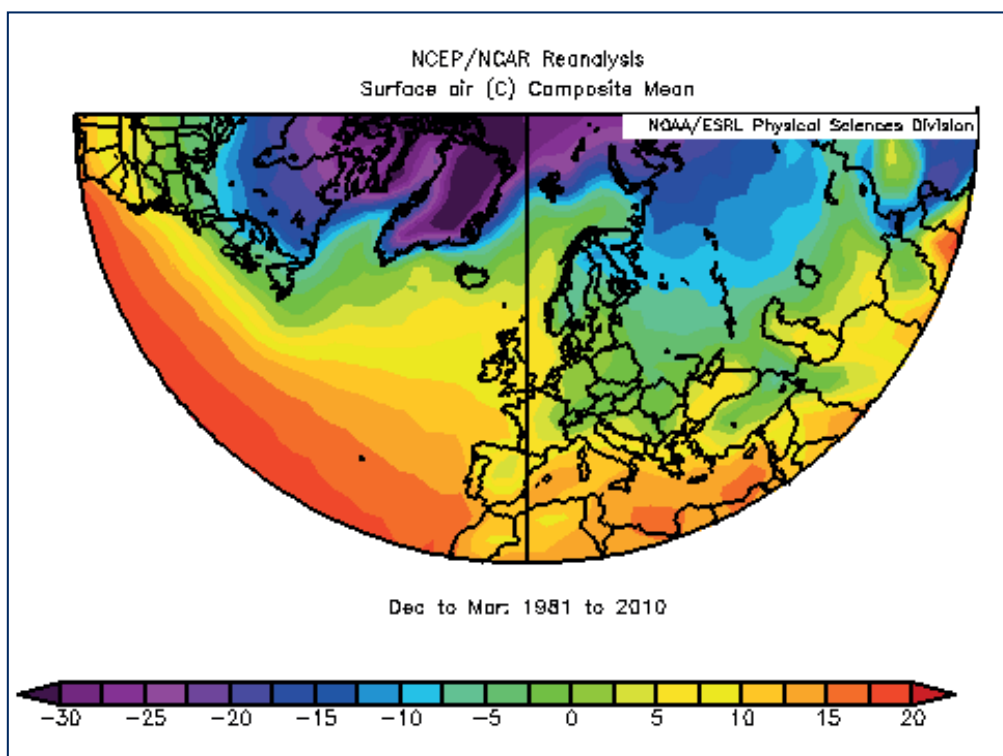 NCEP/NCAR Reanalysis
Surface air (C) Composite Mean
NOAA/ESRL Physical Sciences Division
Dec to Mar: 1981 to 2010
-30 -25 -20 -15 -10 -5 0 5 10 15 20